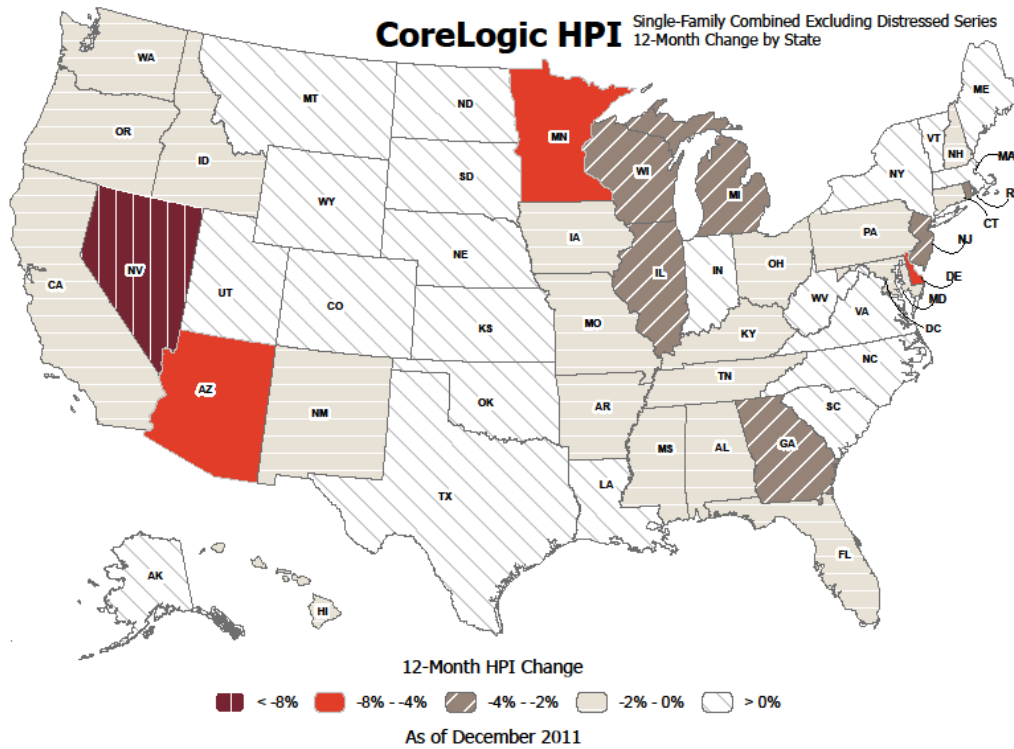 CoreLogic HPI
Single-Family Combined Excluding Distressed Series
12-Month Change by State
WA
MT
ND
MN
ME
OR
ID
SD
WI
MI
VT
NH
MA
NY
R
WY
CT
IA
PA
NJ
NE
NV
CA
UT
CO
IL
IN
OH
DE
MD
WV
VA
DC
KS
MO
KY
NC
TN
AZ
NM
OK
AR
SC
MS
AL
GA
LA
TX
FL
AK
HI
12-Month HPI Change
< -8%
-8% - -4%
-4% - -2%
-2% - 0%
> 0%
As of December 2011